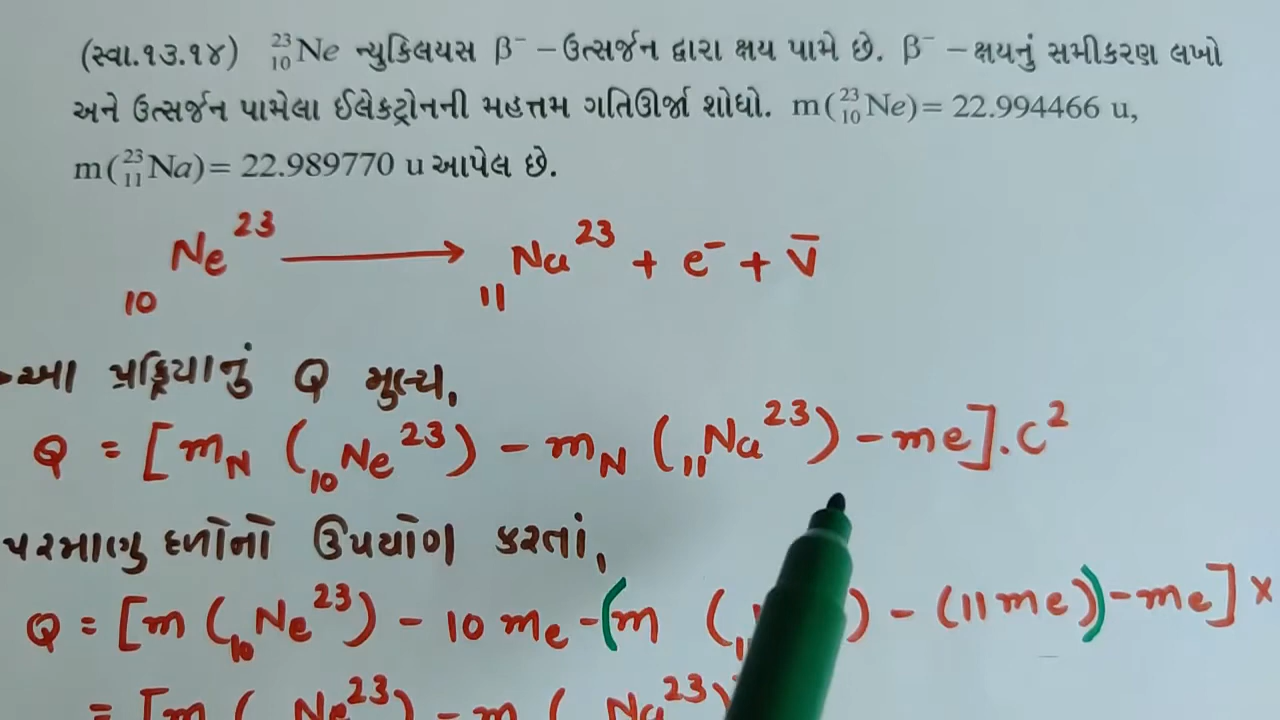 (સ્વા.૧૩.૧૪) ²³₁₀Ne ન્યુક્લિયસ β⁻ –ઉત્સર્જન દ્વારા ક્ષય પામે છે. β⁻ –ક્ષયનું સમીકરણ લખો
અને ઉત્સર્જન પામેલા ઈલેક્ટ્રોનની મહત્તમ ગતિઊર્જા શોધો. m(²³₁₀Ne)= 22.994466 u,
m(²³₁₁Na)= 22.989770 u આપેલ છે.
₁₀Ne²³ ⟶ ₁₁Na²³ + e⁻ + ν̄
આ પ્રક્રિયાનું Q મુલ્ય,
Q = [m_N (₁₀Ne²³) – m_N (₁₁Na²³) – me].C²
પરમાણુ દળોનો ઉપયોગ કરતાં,
Q = [m (₁₀Ne²³) – 10 me –(m ( ) – (11me)) –me] ×
= [m ( Ne²³) – m ( Na²³)